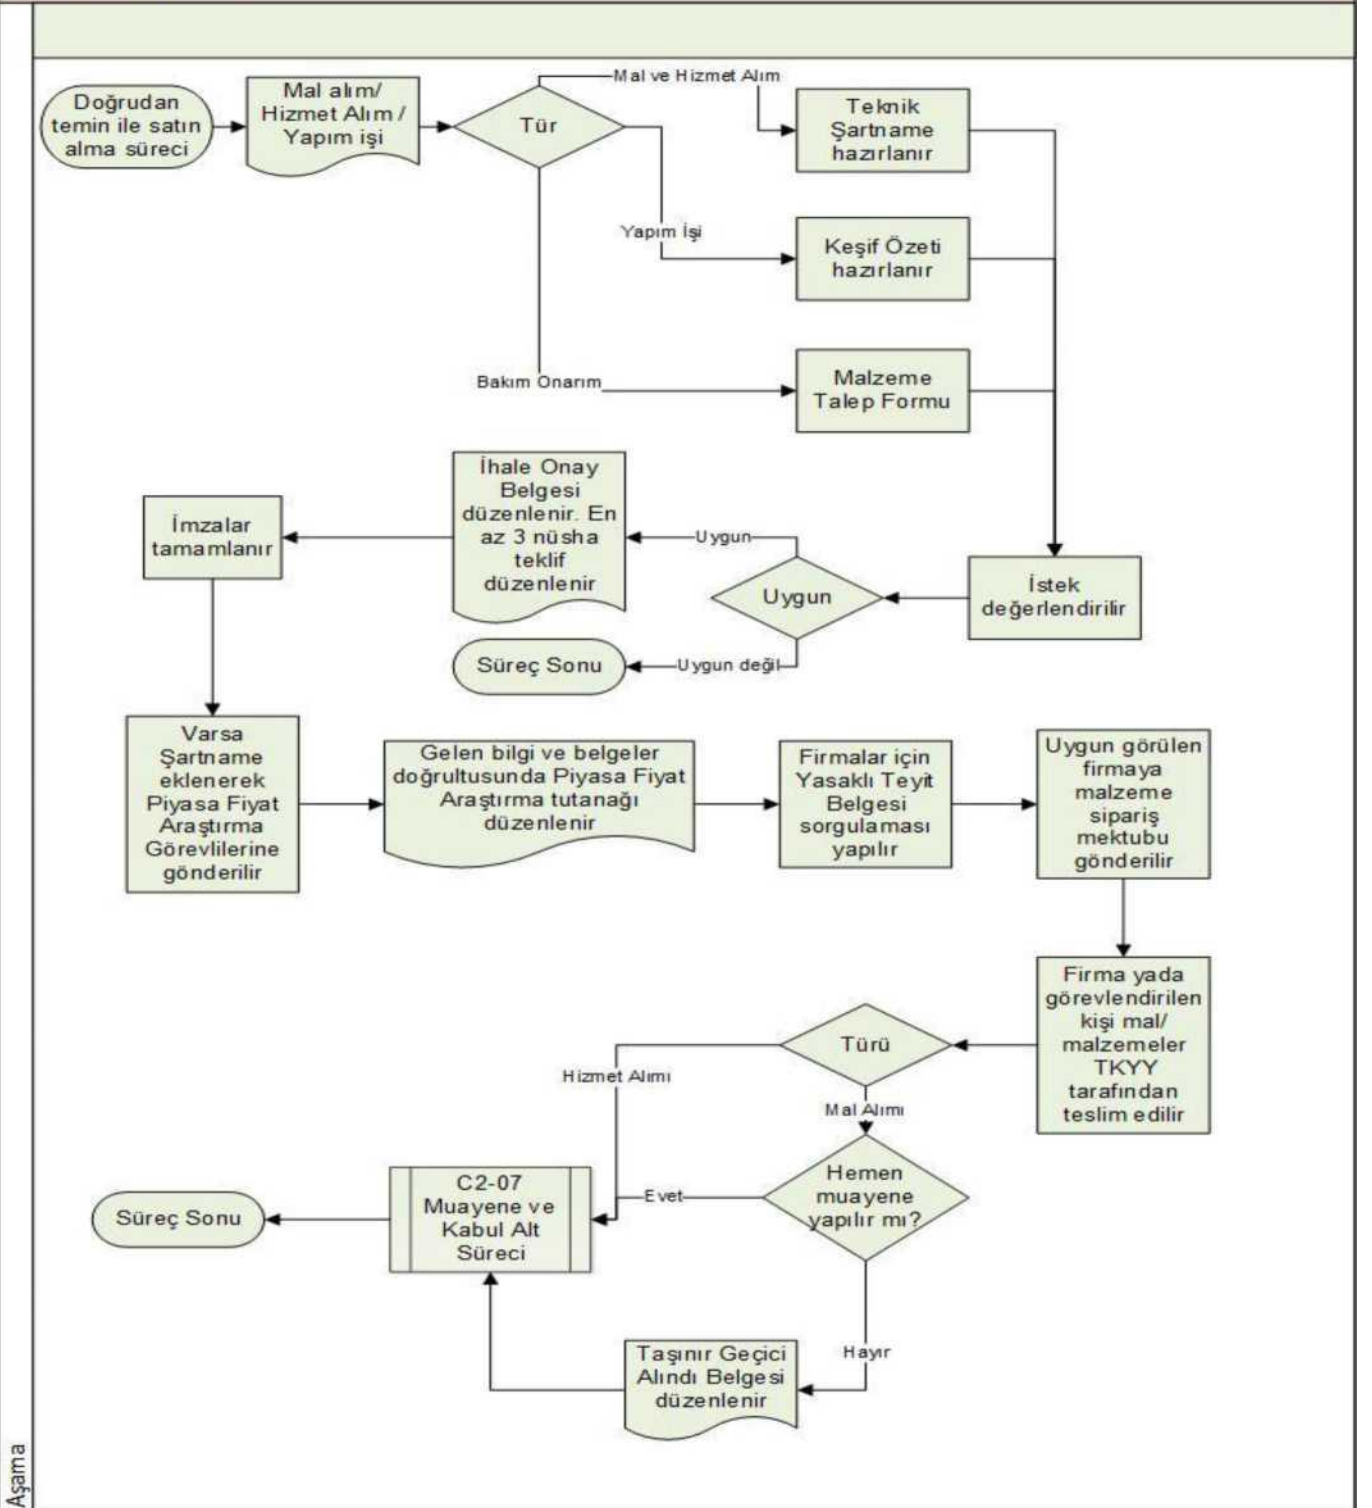 Doğrudan
temin ile satın
alma süreci
Mal alım/
Hizmet Alım /
Yapım işi
Tür
Mal ve Hizmet Alım
Teknik
Şartname
hazırlanır
Yapım İşi
Keşif Özeti
hazırlanır
Bakım Onarım
Malzeme
Talep Formu
İstek
değerlendirilir
Uygun
Uygun
Uygun değil
Süreç Sonu
İhale Onay
Belgesi
düzenlenir. En
az 3 nüsha
teklif
düzenlenir
İmzalar
tamamlanır
Varsa
Şartname
eklenerek
Piyasa Fiyat
Araştırma
Görevlilerine
gönderilir
Gelen bilgi ve belgeler
doğrultusunda Piyasa Fiyat
Araştırma tutanağı
düzenlenir
Firmalar için
Yasaklı Teyit
Belgesi
sorgulaması
yapılır
Uygun görülen
firmaya
malzeme
sipariş
mektubu
gönderilir
Firma yada
görevlendirilen
kişi mal/
malzemeler
TKYY
tarafından
teslim edilir
Türü
Hizmet Alımı
Mal Alımı
Hemen
muayene
yapılır mı?
Evet
C2-07
Muayene ve
Kabul Alt
Süreci
Süreç Sonu
Hayır
Taşınır Geçici
Alındı Belgesi
düzenlenir
Aşama